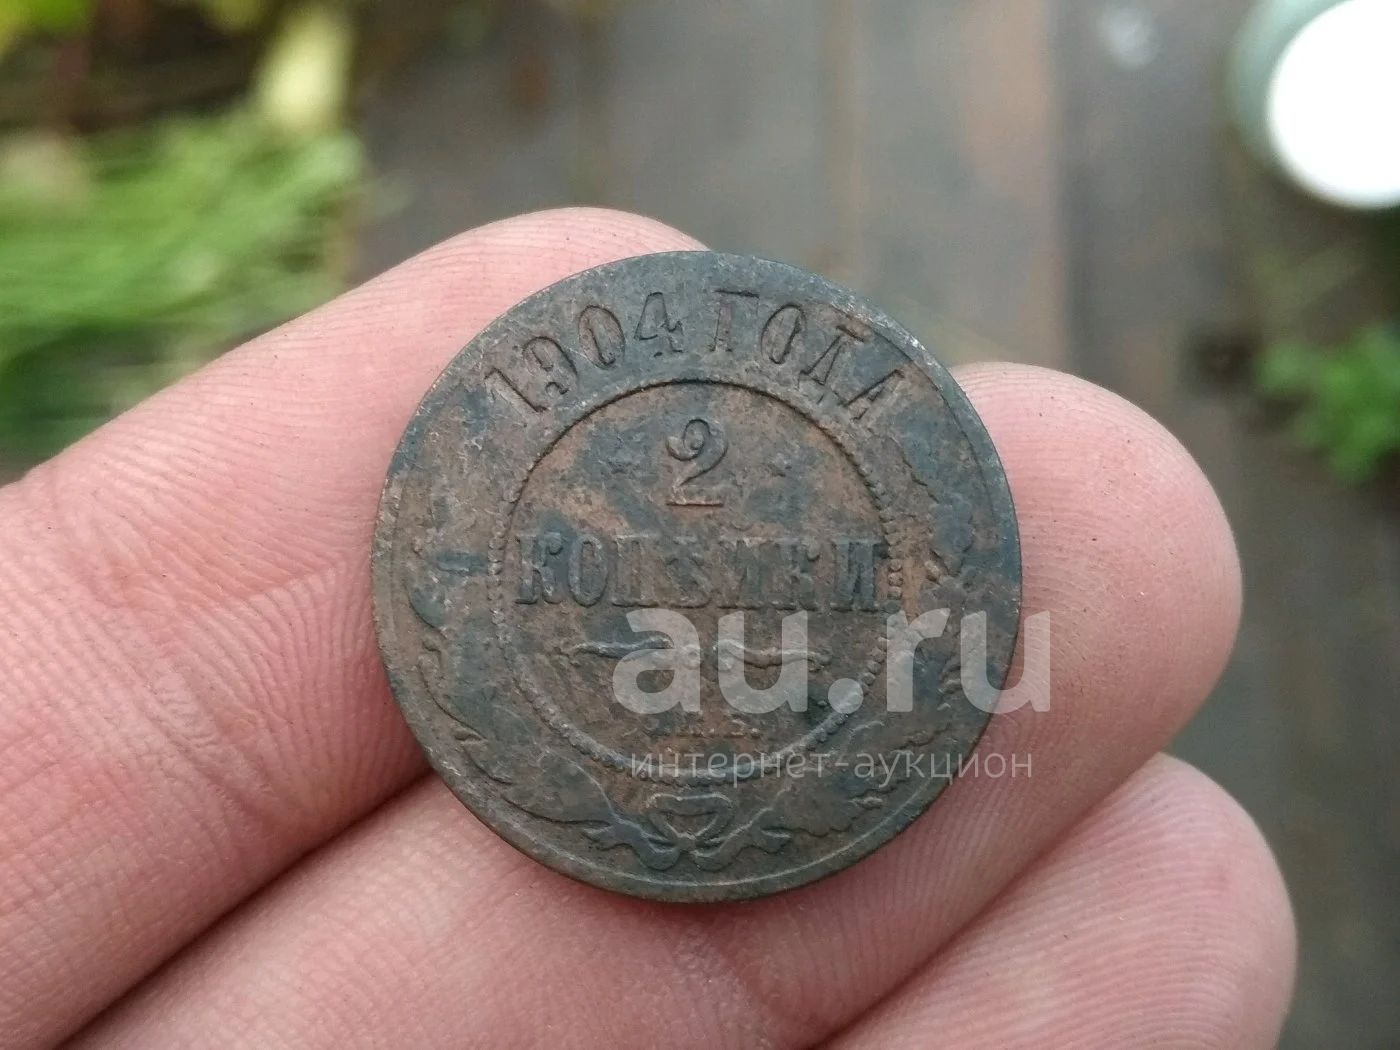 1904 ГОДА
2
КОПѢЙКИ.
au.ru
интернет-аукцион